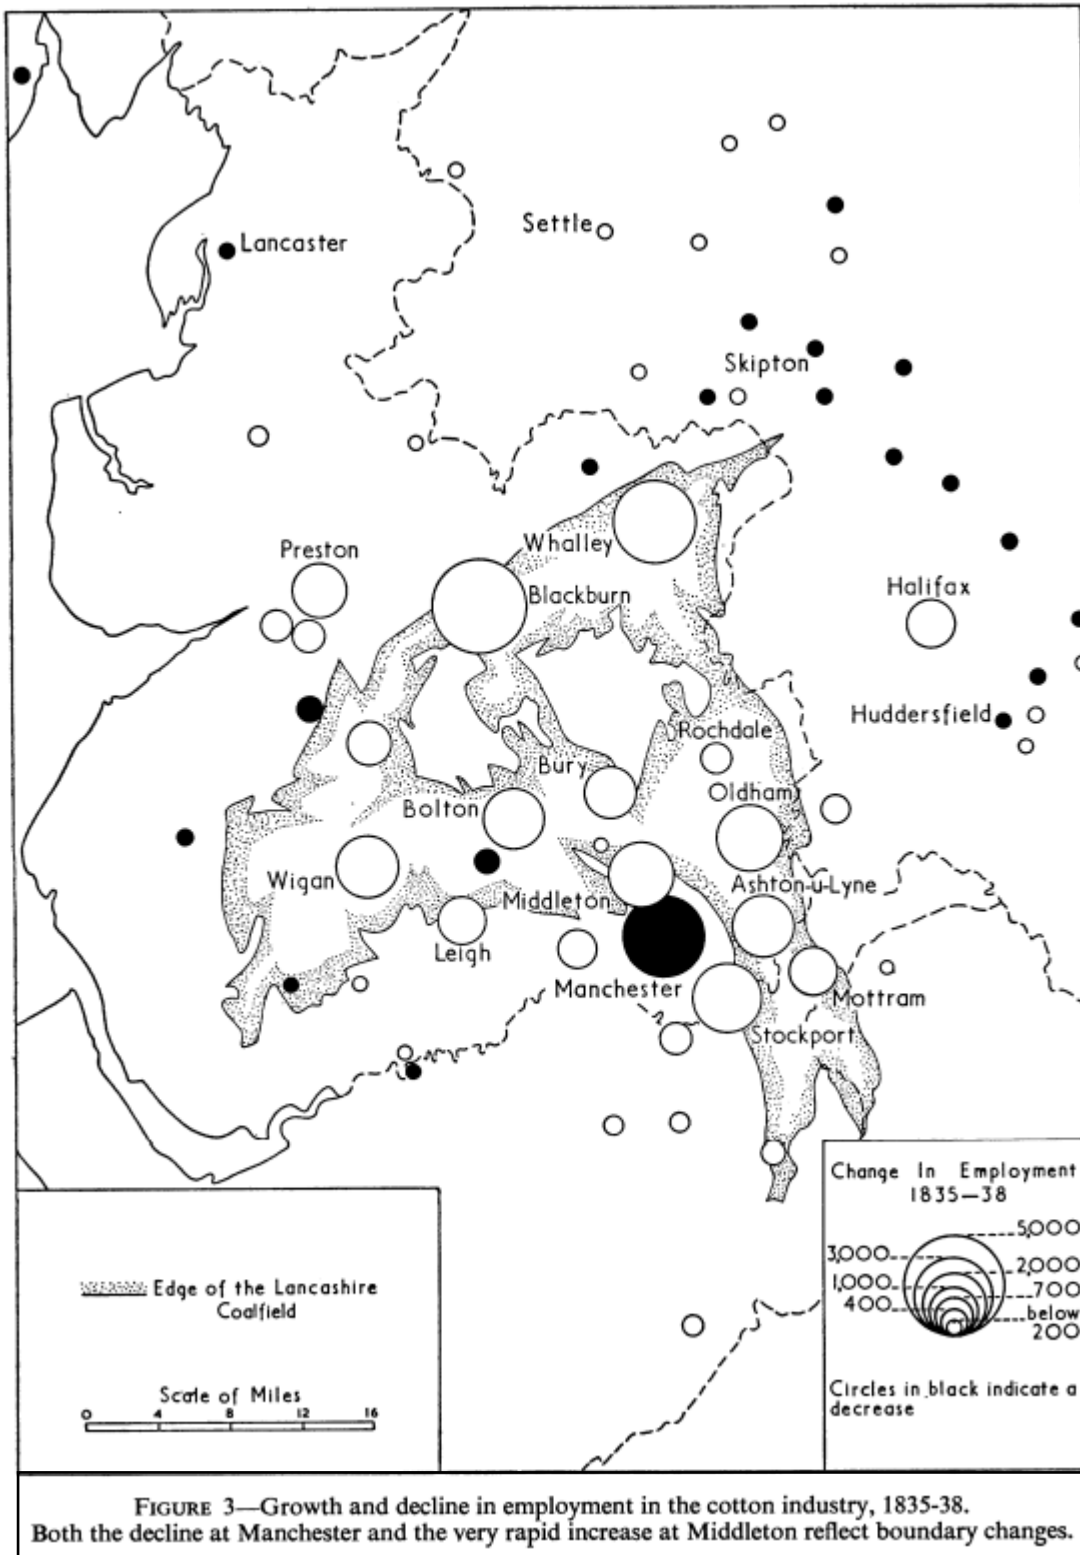 Settle
Lancaster
Skipton
Whalley
Preston
Blackburn
Halifax
Huddersfield
Rochdale
Bury
Oldham
Bolton
Wigan
Ashton-u-Lyne
Middleton
Leigh
Manchester
Mottram
Stockport
Change In Employment
1835—38
5,000
3,000
2,000
1,000
700
400
below
200
Circles in black indicate a
decrease
Edge of the Lancashire
Coalfield
Scale of Miles
0 4 8 12 16
FIGURE 3—Growth and decline in employment in the cotton industry, 1835-38.
Both the decline at Manchester and the very rapid increase at Middleton reflect boundary changes.